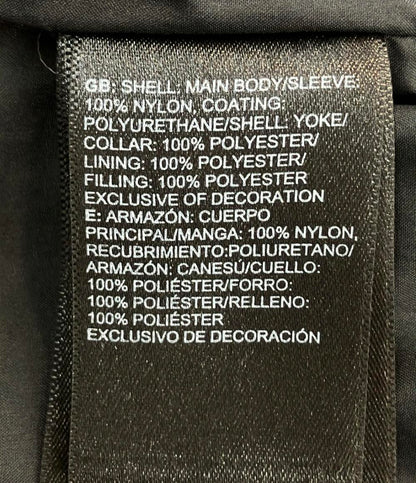 GB: SHELL: MAIN BODY/SLEEVE:
100% NYLON, COATING:
POLYURETHANE/SHELL: YOKE/
COLLAR: 100% POLYESTER/
LINING: 100% POLYESTER/
FILLING: 100% POLYESTER
EXCLUSIVE OF DECORATION
E: ARMAZÓN: CUERPO
PRINCIPAL/MANGA: 100% NYLON,
RECUBRIMIENTO:POLIURETANO/
ARMAZÓN: CANESÚ/CUELLO:
100% POLIÉSTER/FORRO:
100% POLIÉSTER/RELLENO:
100% POLIÉSTER
EXCLUSIVO DE DECORACIÓN